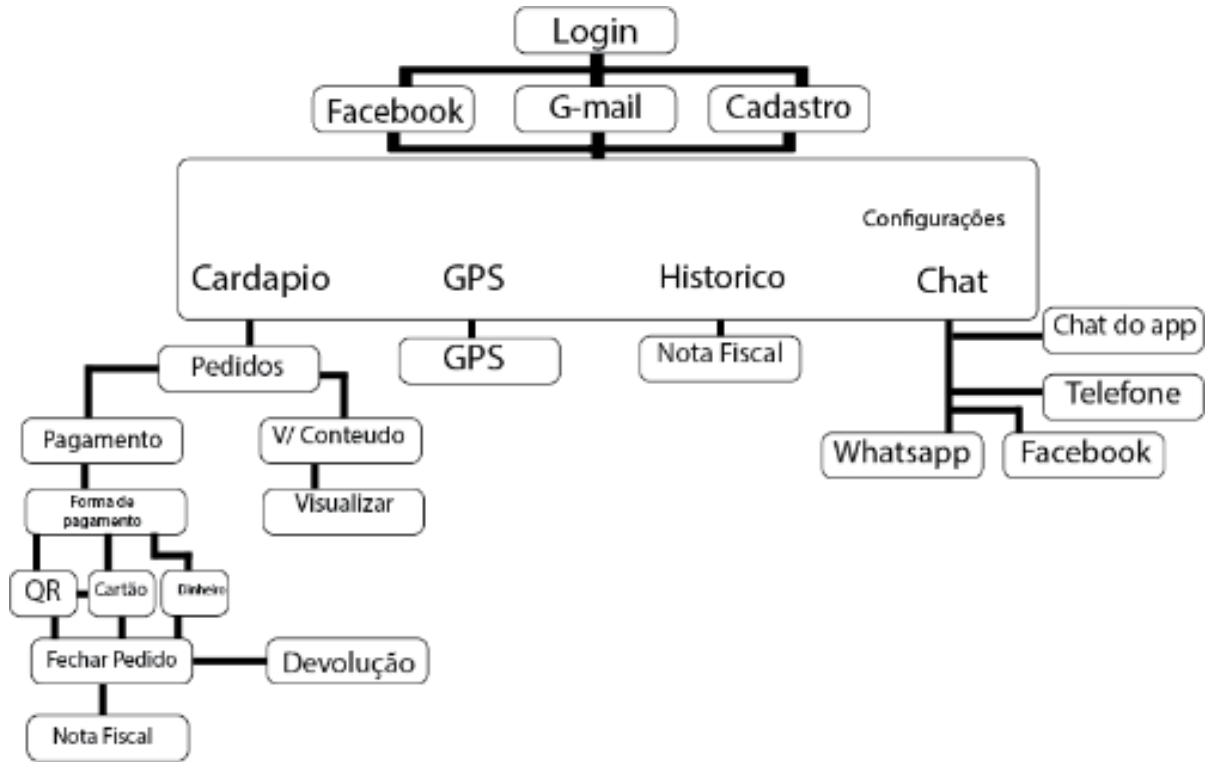 Login
Facebook
G-mail
Cadastro
Configurações
Cardapio
GPS
Historico
Chat
Pedidos
GPS
Nota Fiscal
Chat do app
Telefone
Whatsapp
Facebook
Pagamento
V/ Conteudo
Forma de
pagamento
Visualizar
QR
Cartão
Dinheiro
Fechar Pedido
Devolução
Nota Fiscal